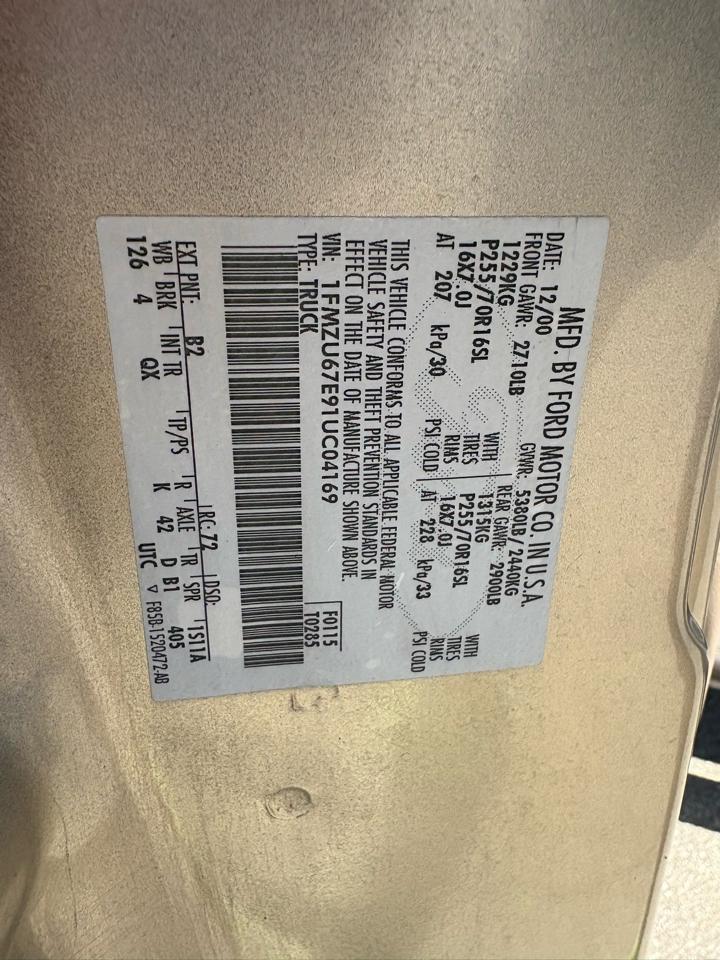 MFD. BY FORD MOTOR CO. IN U.S.A.
DATE: 12/00 GVWR: 5380LB / 2440KG
FRONT GAWR: 2710LB REAR GAWR: 2900LB
1229KG WITH 1315KG WITH
P255/70R16SL TIRES P255/70R16SL TIRES
16X7.0J RIMS 16X7.0J RIMS
AT 207 kPa/30 PSI COLD AT 228 kPa/33 PSI COLD
THIS VEHICLE CONFORMS TO ALL APPLICABLE FEDERAL MOTOR
VEHICLE SAFETY AND THEFT PREVENTION STANDARDS IN
EFFECT ON THE DATE OF MANUFACTURE SHOWN ABOVE.
VIN: 1FMZU67E91UC04169 F0115
TYPE: TRUCK T0285
EXT PNT: B2 RC: 72 DSO:
WB BRK INT TR TP/PS R AXLE TR SPR 1S11A
126 4 QX K 42 D B1 405
UTC ▽ F85B-1520472-AB